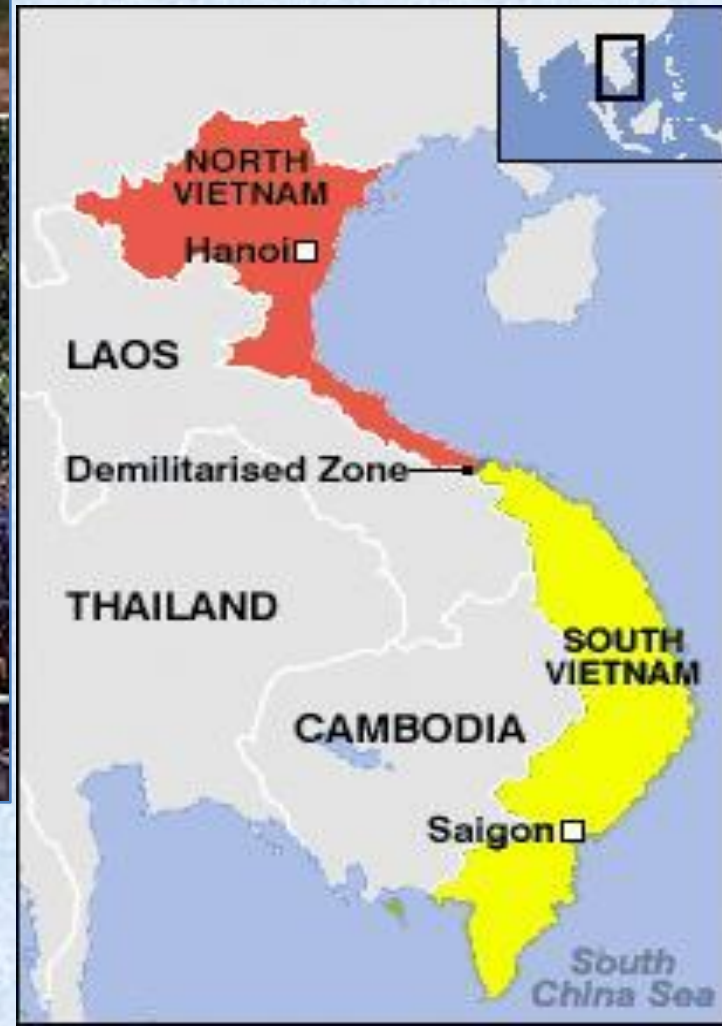 NORTH
VIETNAM
Hanoi
LAOS
Demilitarised Zone
THAILAND
SOUTH
VIETNAM
CAMBODIA
Saigon
South
China Sea